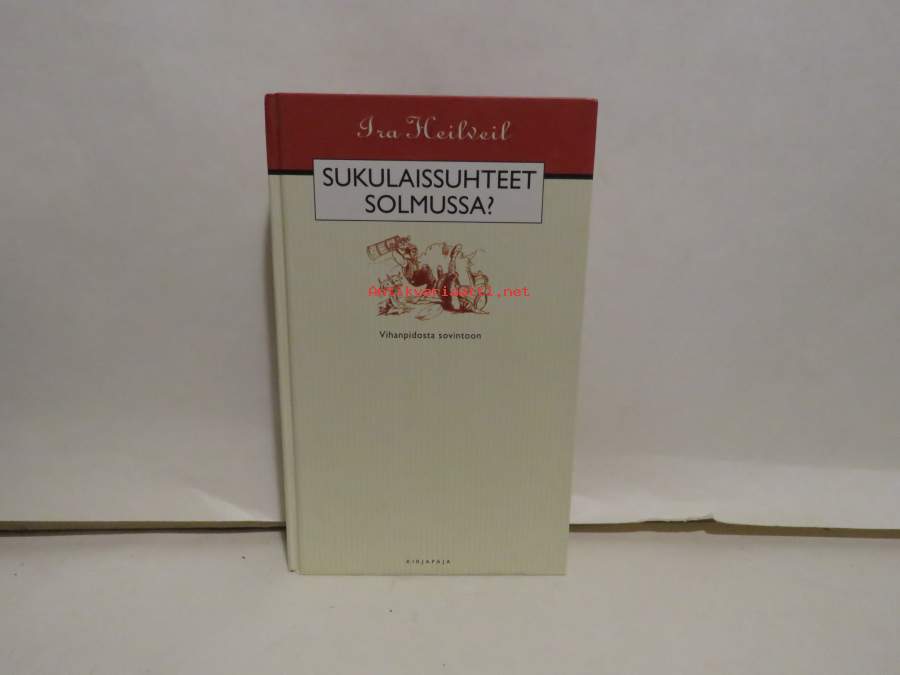 Ira Heilveil
SUKULAISSUHTEET
SOLMUSSA?
Antikvariaatti.net
Vihanpidosta sovintoon
KIRJAPAJA